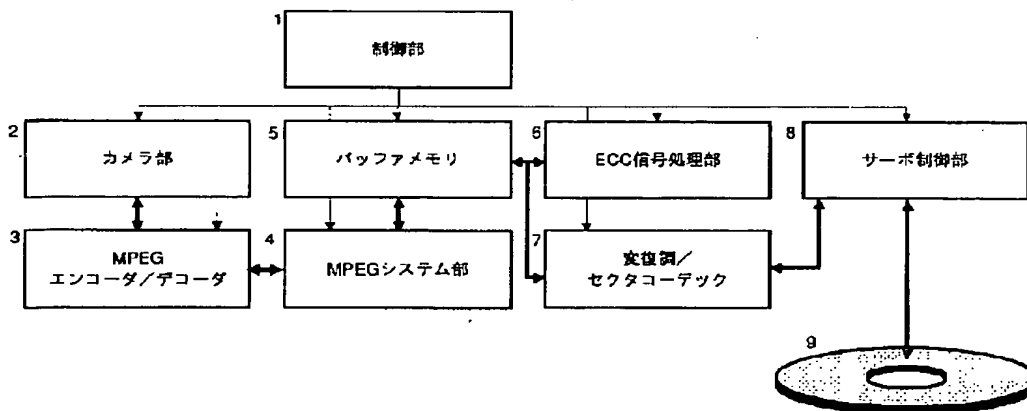 1
制御部
2
カメラ部
5
バッファメモリ
6
ECC信号処理部
8
サーボ制御部
3
MPEG
エンコーダ/デコーダ
4
MPEGシステム部
7
変復調/
セクタコーデック
9